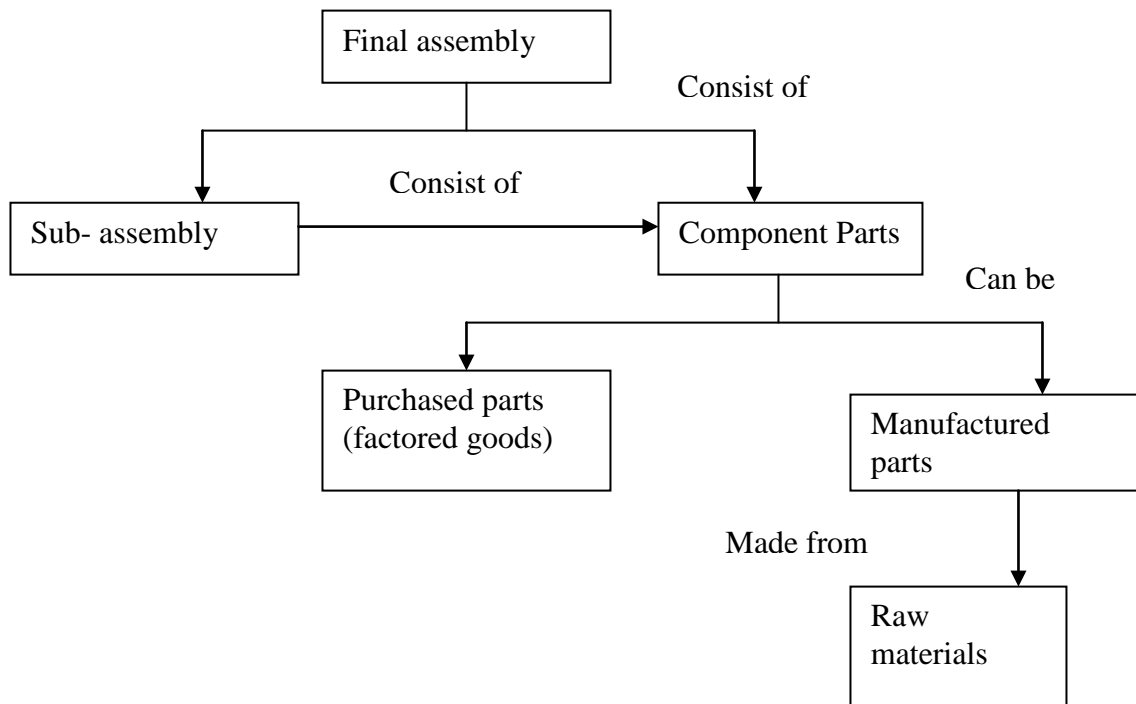 Final assembly
Consist of
Consist of
Sub- assembly
Component Parts
Can be
Purchased parts
(factored goods)
Manufactured
parts
Made from
Raw
materials